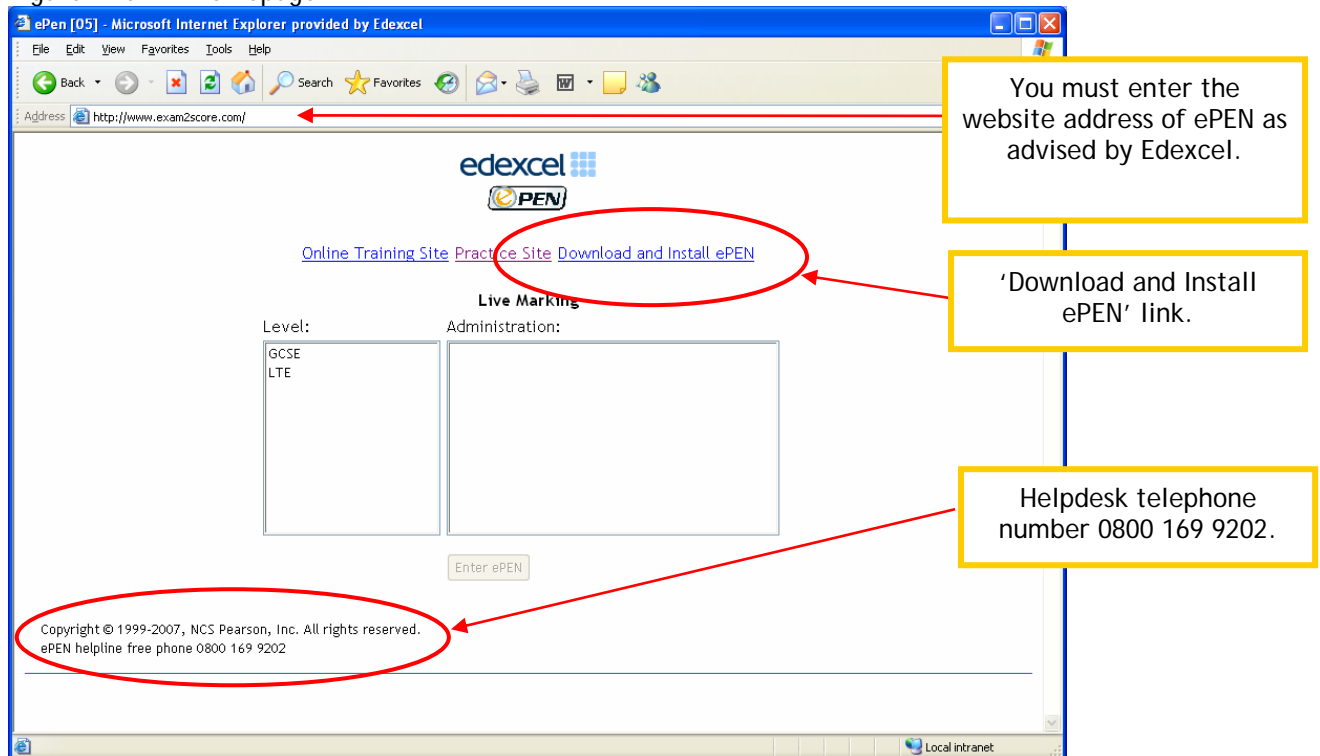 ePen [05] - Microsoft Internet Explorer provided by Edexcel
File Edit View Favorites Tools Help
Back Search Favorites
Address http://www.exam2score.com/
You must enter the
website address of ePEN as
advised by Edexcel.
edexcel
ePEN
Online Training Site Practice Site Download and Install ePEN
'Download and Install
ePEN' link.
Live Marking
Level: Administration:
GCSE
LTE
Helpdesk telephone
number 0800 169 9202.
Enter ePEN
Copyright © 1999-2007, NCS Pearson, Inc. All rights reserved.
ePEN helpline free phone 0800 169 9202
Local intranet